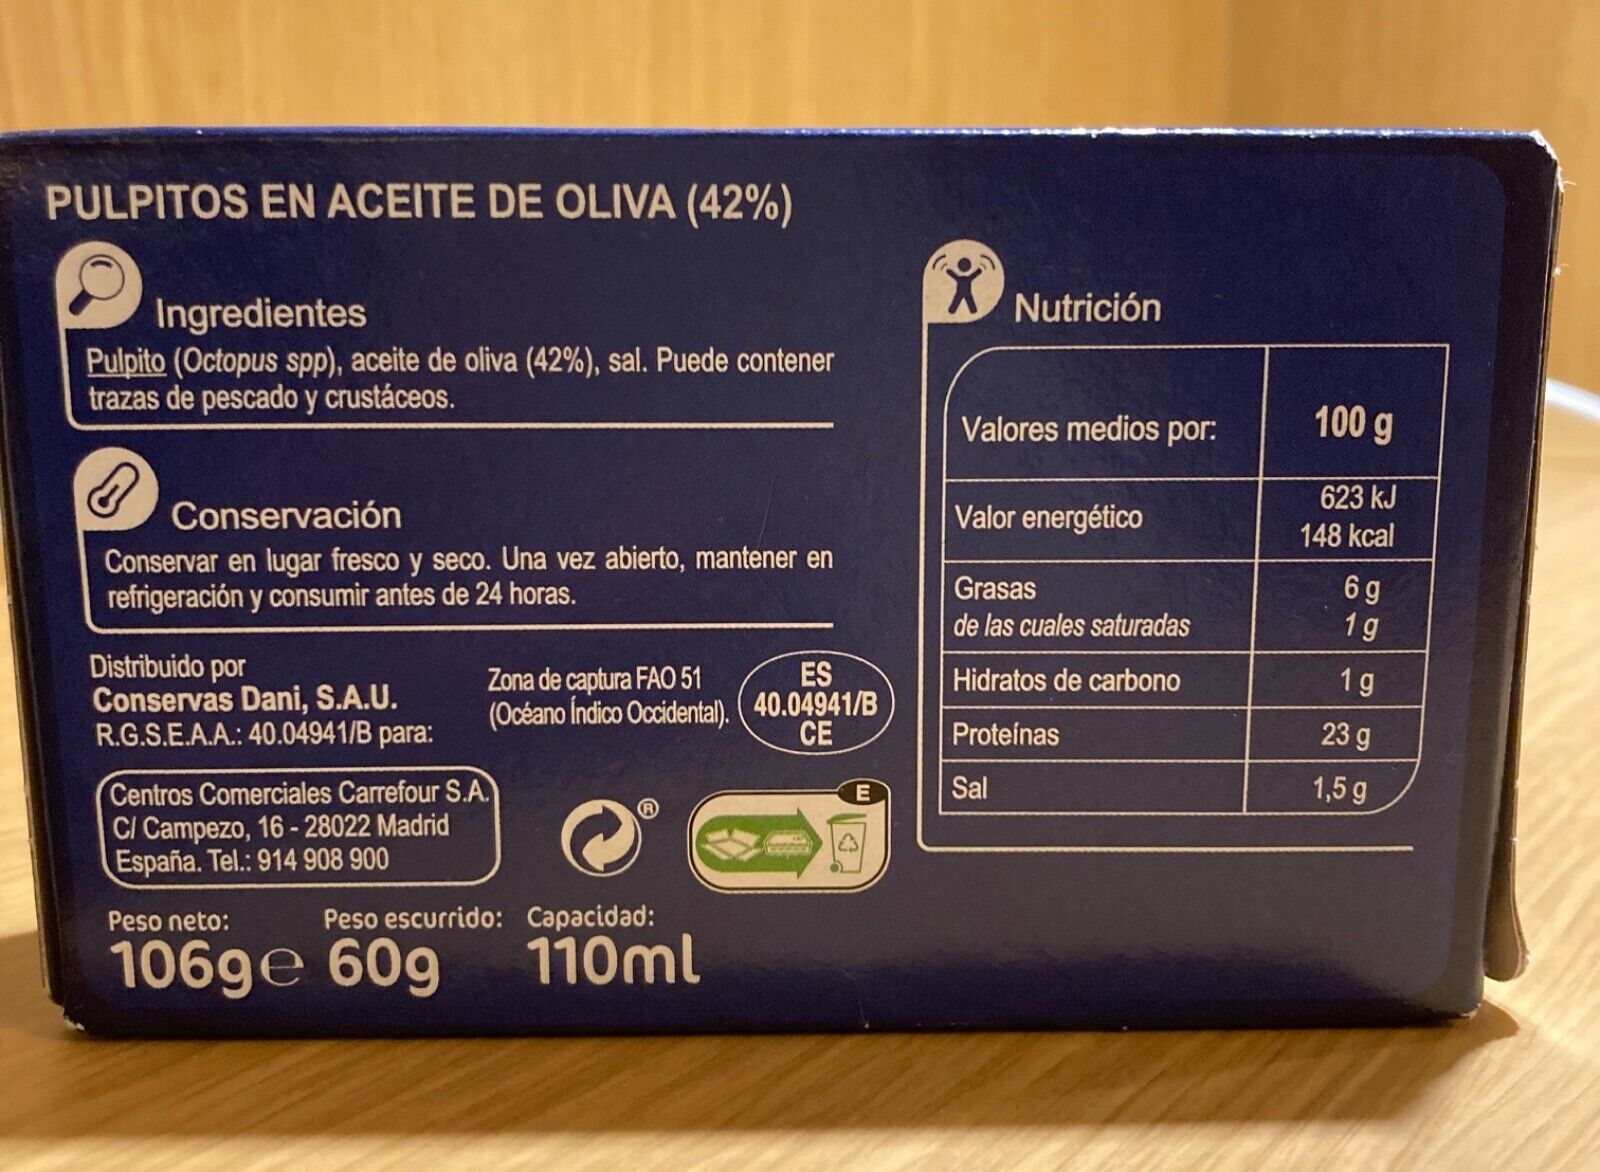 PULPITOS EN ACEITE DE OLIVA (42%)
Ingredientes
Pulpito (Octopus spp), aceite de oliva (42%), sal. Puede contener
trazas de pescado y crustáceos.
Conservación
Conservar en lugar fresco y seco. Una vez abierto, mantener en
refrigeración y consumir antes de 24 horas.
Distribuido por
Conservas Dani, S.A.U.
R.G.S.E.A.A.: 40.04941/B para:
Zona de captura FAO 51
(Océano Índico Occidental).
ES
40.04941/B
CE
Centros Comerciales Carrefour S.A.
C/ Campezo, 16 - 28022 Madrid
España. Tel.: 914 908 900
®
E
Peso neto:
106g℮
Peso escurrido:
60g
Capacidad:
110ml
Nutrición
Valores medios por: 100 g
Valor energético 623 kJ
148 kcal
Grasas 6 g
de las cuales saturadas 1 g
Hidratos de carbono 1 g
Proteínas 23 g
Sal 1,5 g